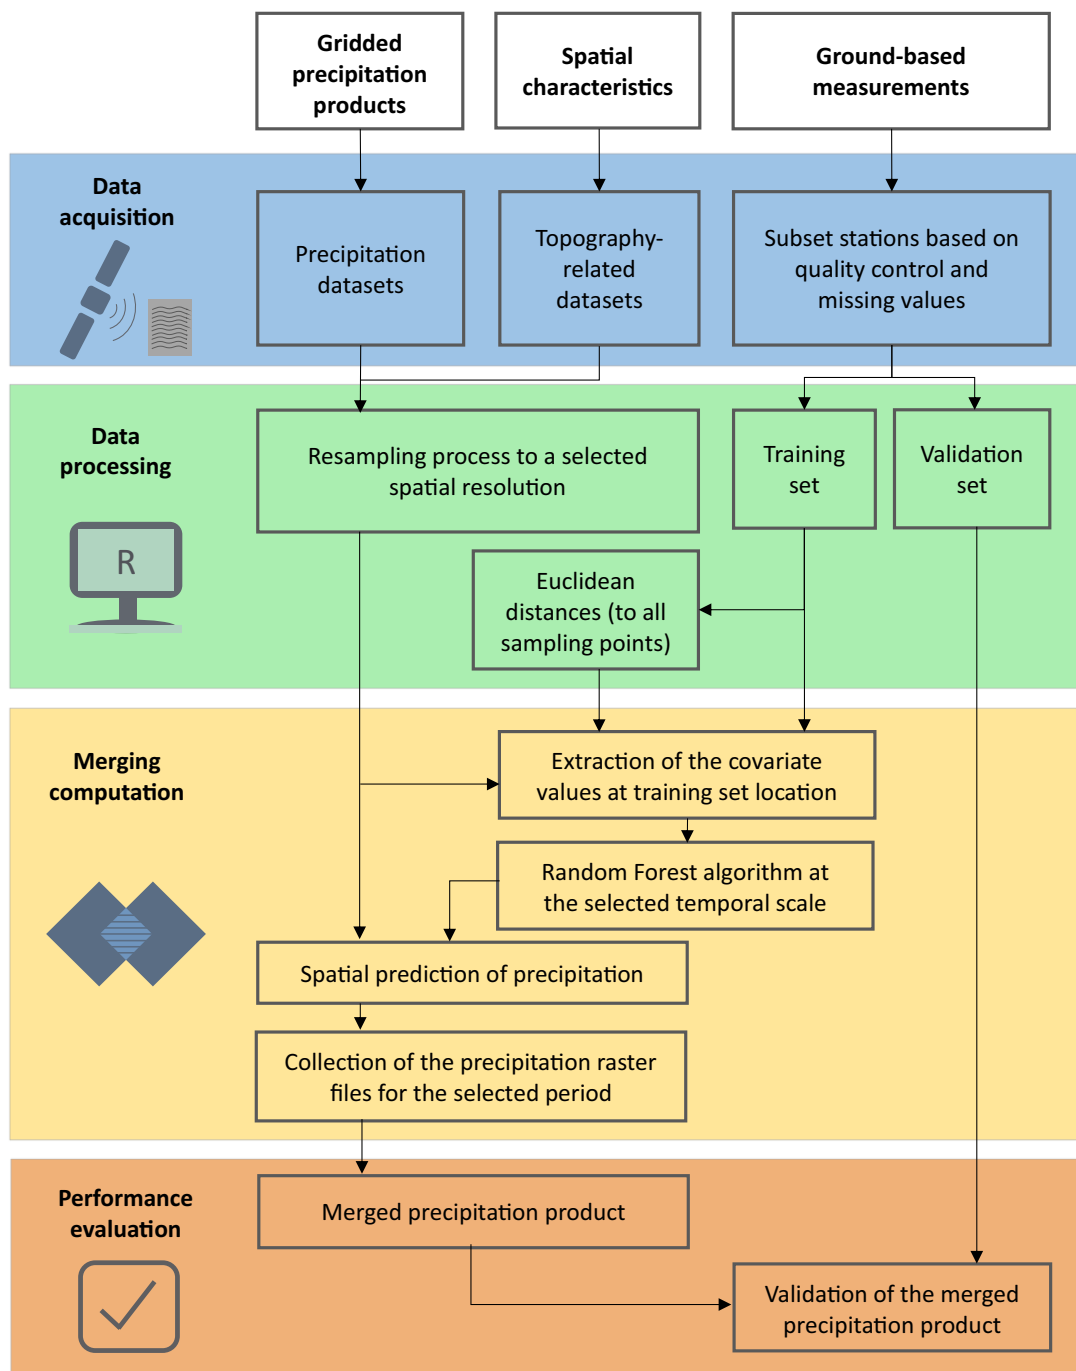 Gridded
precipitation
products
Spatial
characteristics
Ground-based
measurements
Data
acquisition
Precipitation
datasets
Topography-
related
datasets
Subset stations based on
quality control and
missing values
Data
processing
R
Resampling process to a selected
spatial resolution
Training
set
Validation
set
Euclidean
distances (to all
sampling points)
Merging
computation
Extraction of the covariate
values at training set location
Random Forest algorithm at
the selected temporal scale
Spatial prediction of precipitation
Collection of the precipitation raster
files for the selected period
Performance
evaluation
Merged precipitation product
Validation of the merged
precipitation product